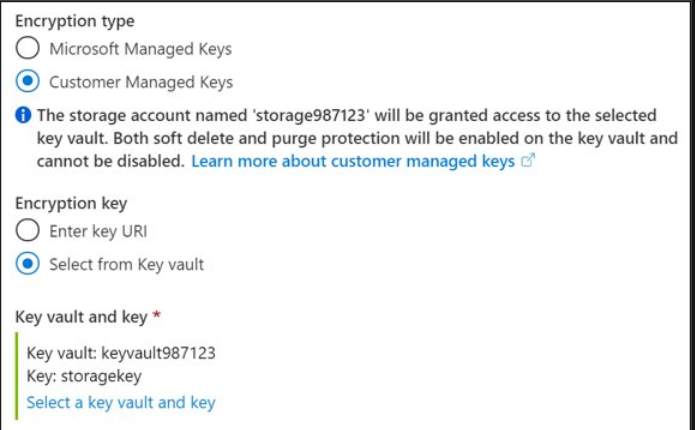 Encryption type
Microsoft Managed Keys
Customer Managed Keys
The storage account named 'storage987123' will be granted access to the selected
key vault. Both soft delete and purge protection will be enabled on the key vault and
cannot be disabled. Learn more about customer managed keys
Encryption key
Enter key URI
Select from Key vault
Key vault and key *
Key vault: keyvault987123
Key: storagekey
Select a key vault and key